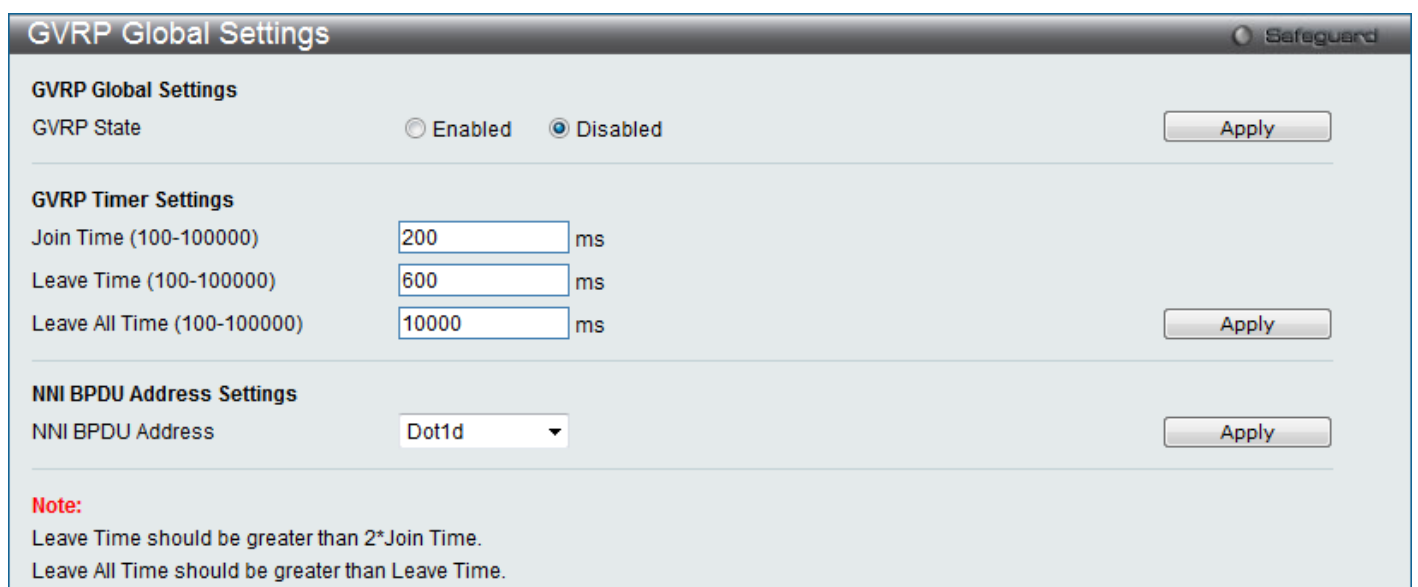 GVRP Global Settings
Safeguard
GVRP Global Settings
GVRP State Enabled Disabled Apply
GVRP Timer Settings
Join Time (100-100000) 200 ms
Leave Time (100-100000) 600 ms
Leave All Time (100-100000) 10000 ms Apply
NNI BPDU Address Settings
NNI BPDU Address Dot1d Apply
Note:
Leave Time should be greater than 2*Join Time.
Leave All Time should be greater than Leave Time.